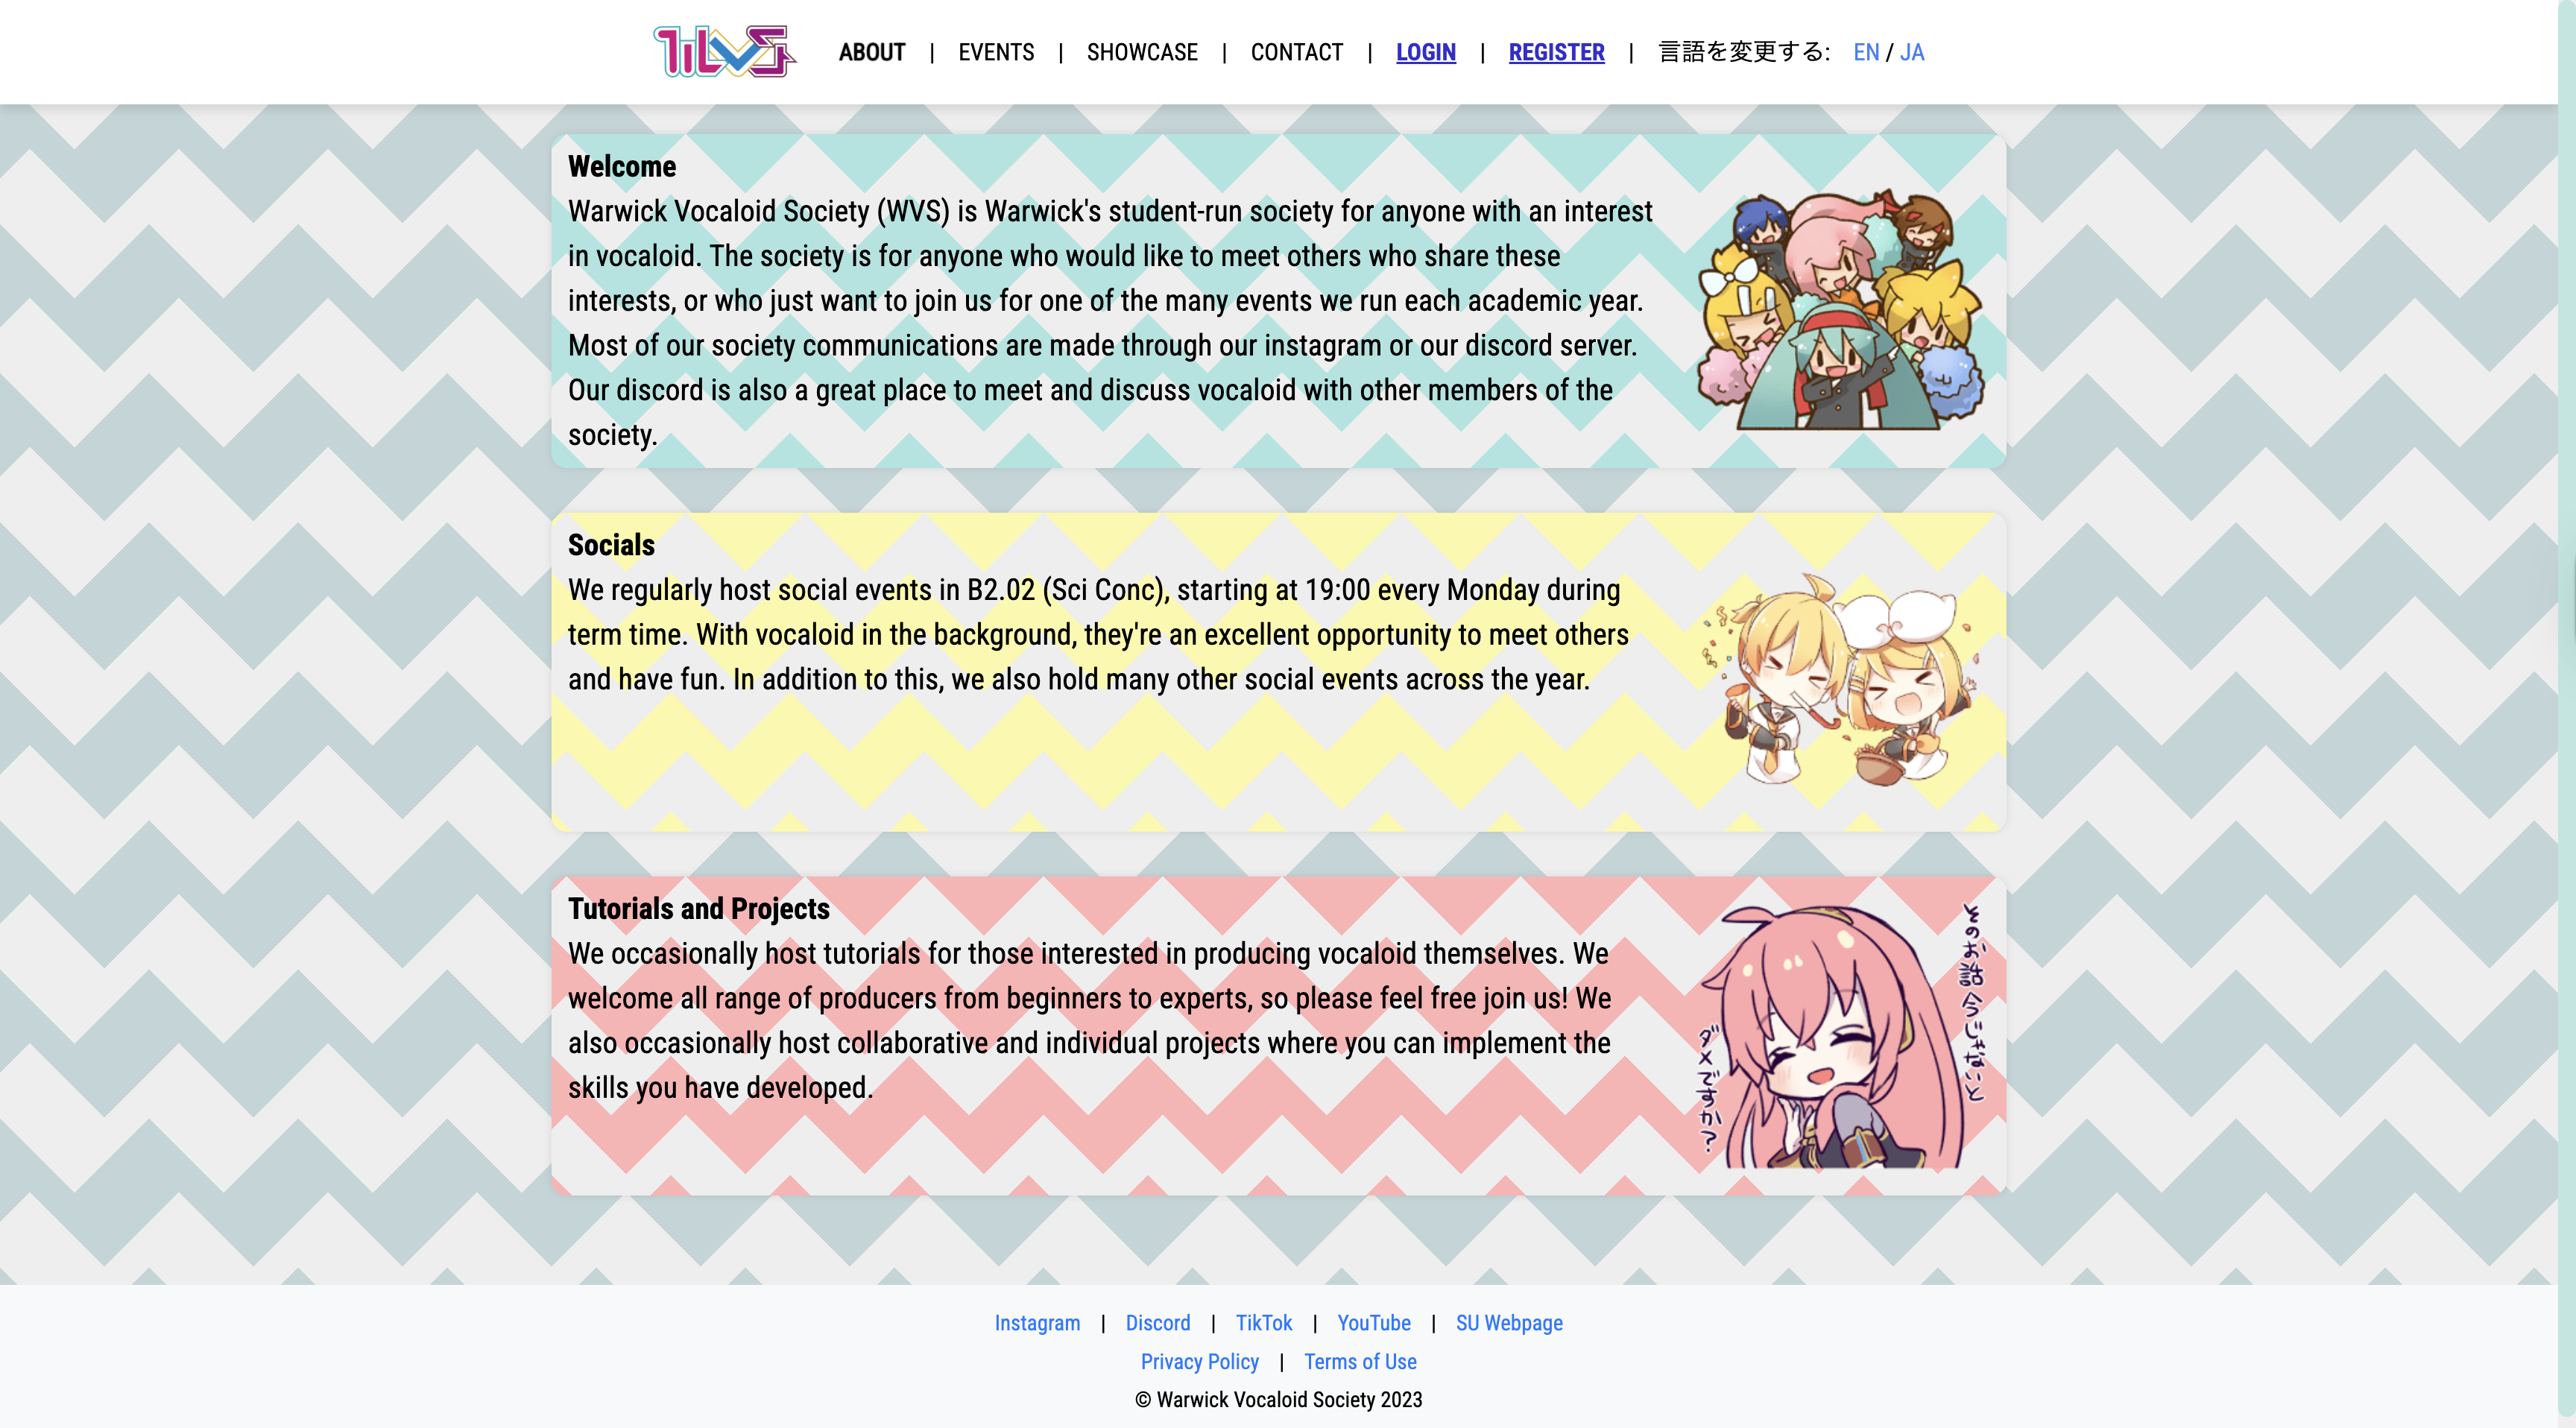 WVS
ABOUT | EVENTS | SHOWCASE | CONTACT | LOGIN | REGISTER | 言語を変更する: EN / JA
Welcome
Warwick Vocaloid Society (WVS) is Warwick's student-run society for anyone with an interest
in vocaloid. The society is for anyone who would like to meet others who share these
interests, or who just want to join us for one of the many events we run each academic year.
Most of our society communications are made through our instagram or our discord server.
Our discord is also a great place to meet and discuss vocaloid with other members of the
society.
Socials
We regularly host social events in B2.02 (Sci Conc), starting at 19:00 every Monday during
term time. With vocaloid in the background, they're an excellent opportunity to meet others
and have fun. In addition to this, we also hold many other social events across the year.
Tutorials and Projects
We occasionally host tutorials for those interested in producing vocaloid themselves. We
welcome all range of producers from beginners to experts, so please feel free join us! We
also occasionally host collaborative and individual projects where you can implement the
skills you have developed.
そのお話今じゃないと
ダメですか?
Instagram | Discord | TikTok | YouTube | SU Webpage
Privacy Policy | Terms of Use
© Warwick Vocaloid Society 2023